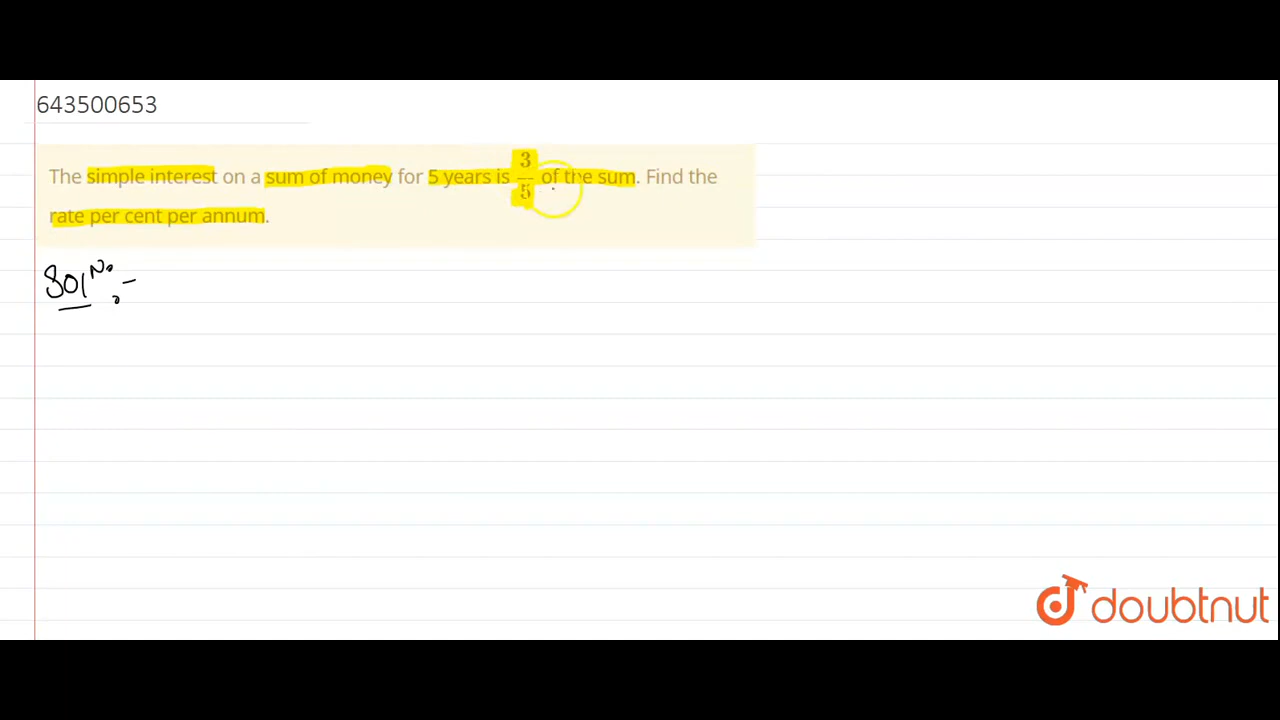 643500653
The simple interest on a sum of money for 5 years is 3/5 of the sum. Find the
rate per cent per annum.
Solⁿ. :-
doubtnut